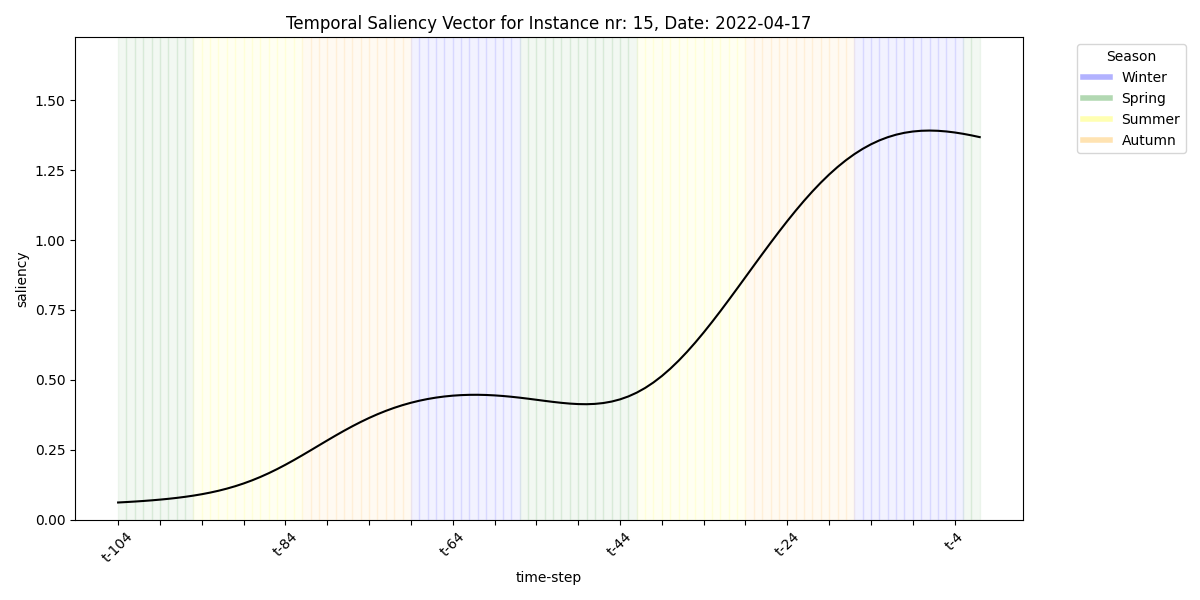 Temporal Saliency Vector for Instance nr: 15, Date: 2022-04-17
Season
Winter
Spring
Summer
Autumn
saliency
1.50
1.25
1.00
0.75
0.50
0.25
0.00
t-104
t-84
t-64
t-44
t-24
t-4
time-step